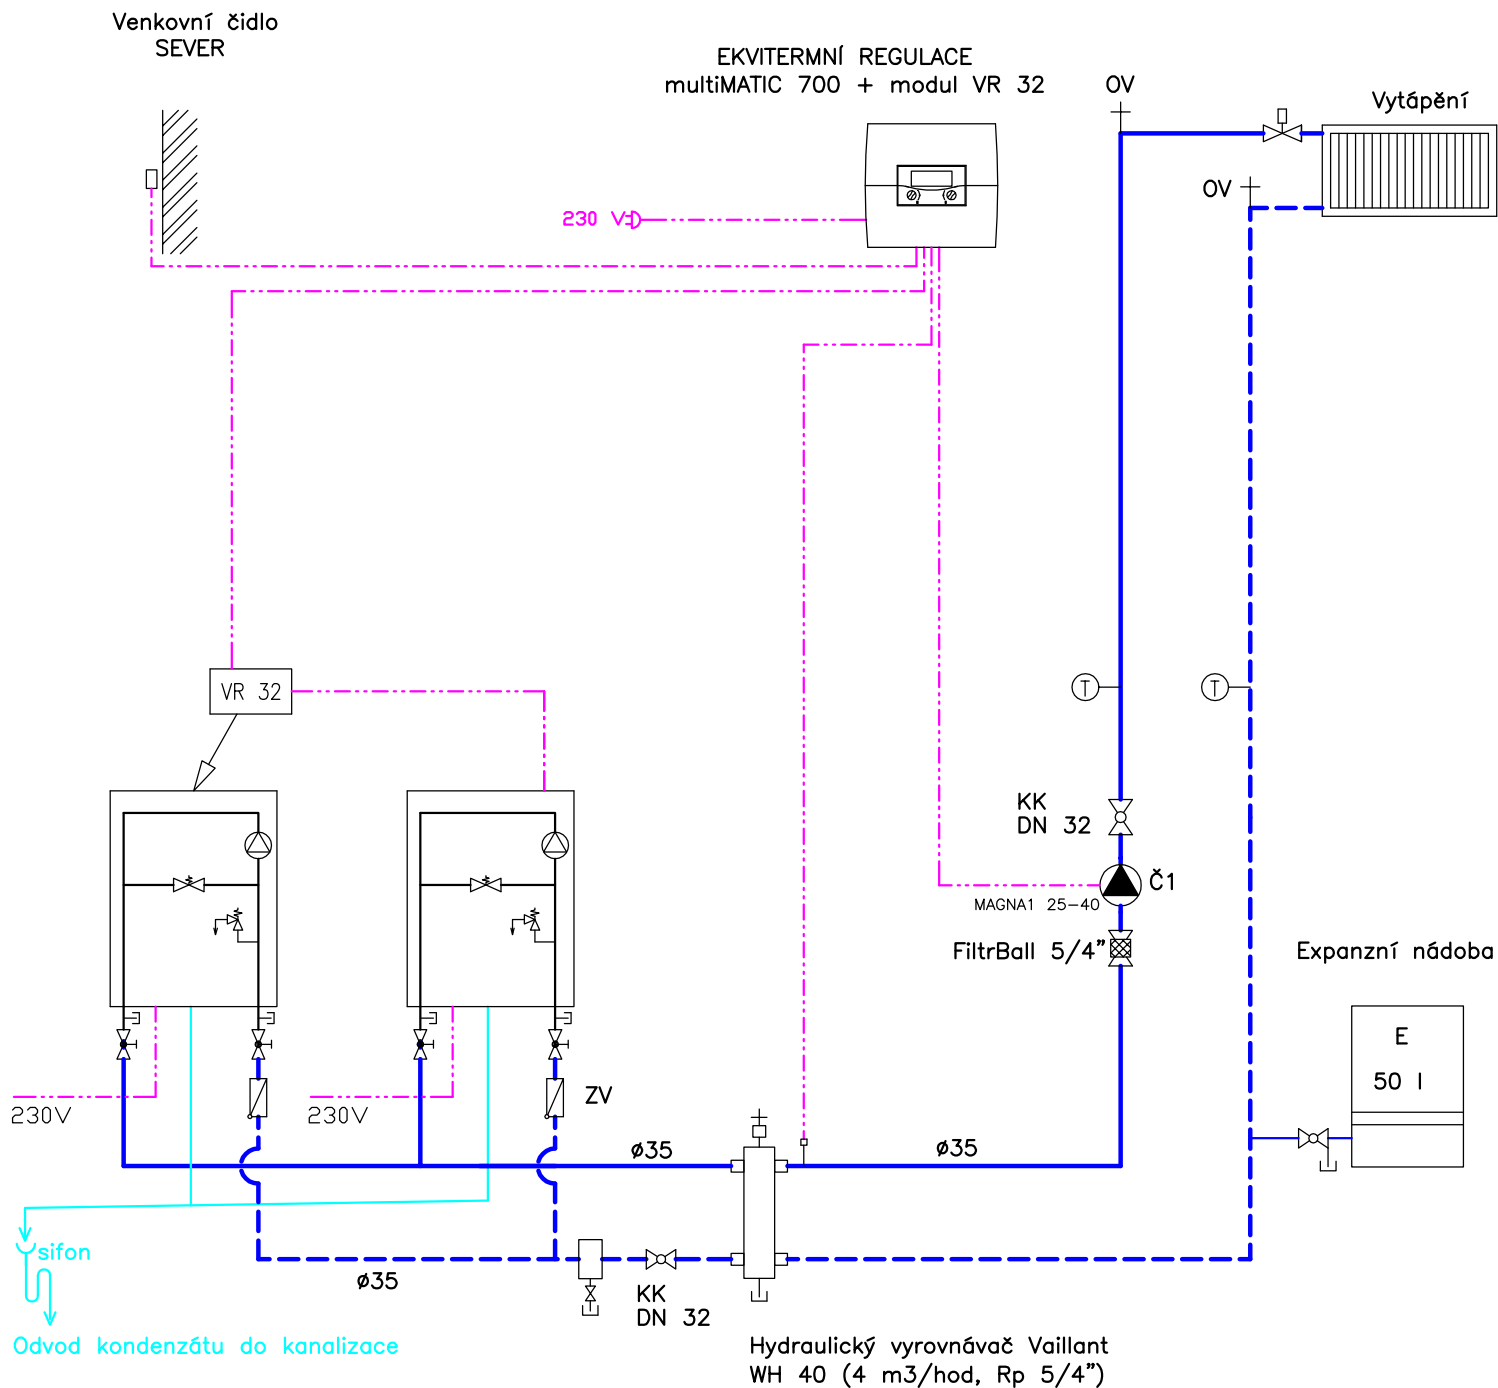 Venkovní čidlo
SEVER
EKVITERMNÍ REGULACE
multiMATIC 700 + modul VR 32
OV
Vytápění
OV
230 V
VR 32
T
T
KK
DN 32
Č1
MAGNA1 25-40
FiltrBall 5/4"
Expanzní nádoba
E
50 l
230V
230V
ZV
ø35
ø35
sifon
ø35
KK
DN 32
Odvod kondenzátu do kanalizace
Hydraulický vyrovnávač Vaillant
WH 40 (4 m3/hod, Rp 5/4")